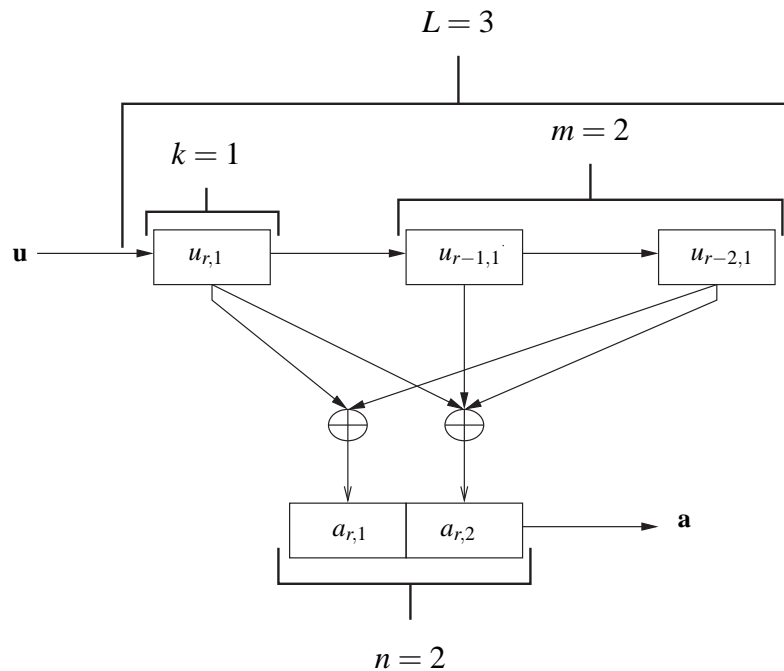 L = 3
m = 2
k = 1
u
u_{r,1}
u_{r−1,1}
u_{r−2,1}
a_{r,1}
a_{r,2}
a
n = 2